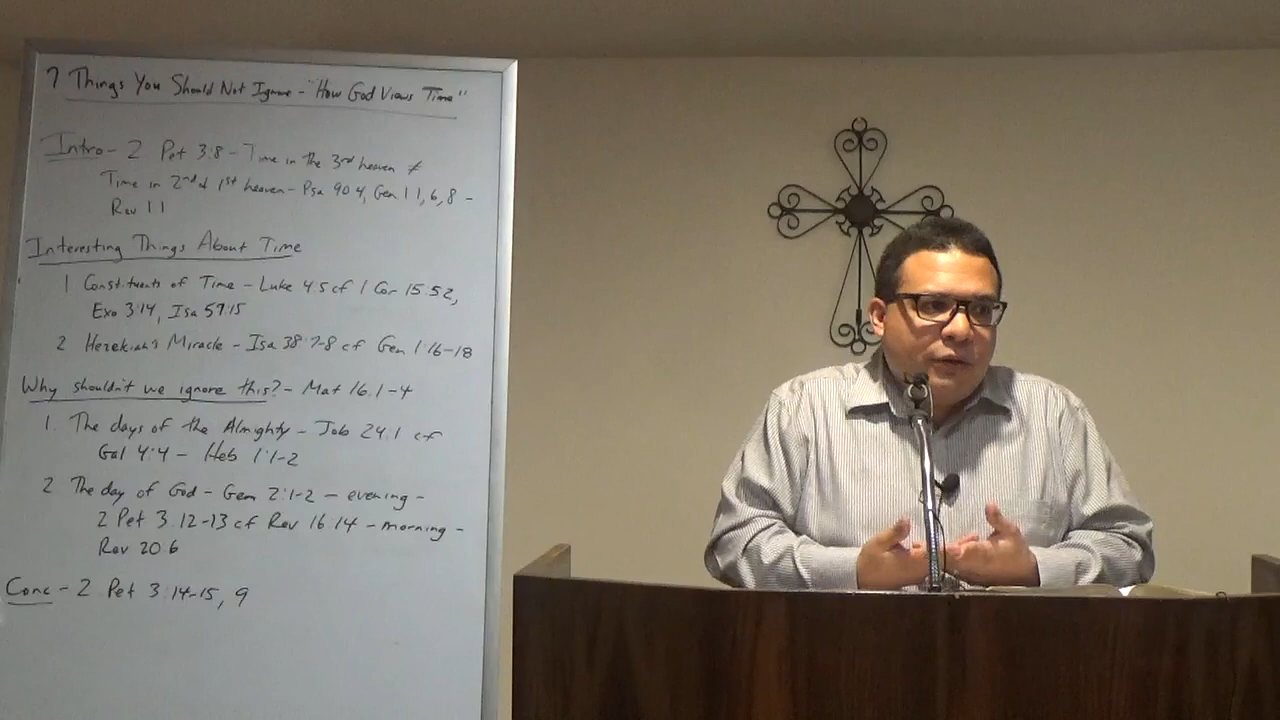 7 Things You Should Not Ignore - "How God Views Time"
Intro - 2 Pet 3:8 - Time in the 3rd heaven ≠
Time in 2nd & 1st heaven - Psa 90 4, Gen 1 1, 6, 8 -
Rev 1 1
Interesting Things About Time
1 Constituents of Time - Luke 4:5 cf 1 Cor 15:52,
Exo 3:14, Isa 57:15
2 Hezekiah's Miracle - Isa 38:7-8 cf Gen 1:16-18
Why shouldn't we ignore this? - Mat 16:1-4
1. The days of the Almighty - Job 24:1 cf
Gal 4:4 - Heb 1:1-2
2 The day of God - Gen 2:1-2 - evening -
2 Pet 3:12-13 cf Rev 16 14 - morning -
Rev 20:6
Conc - 2 Pet 3:14-15, 9